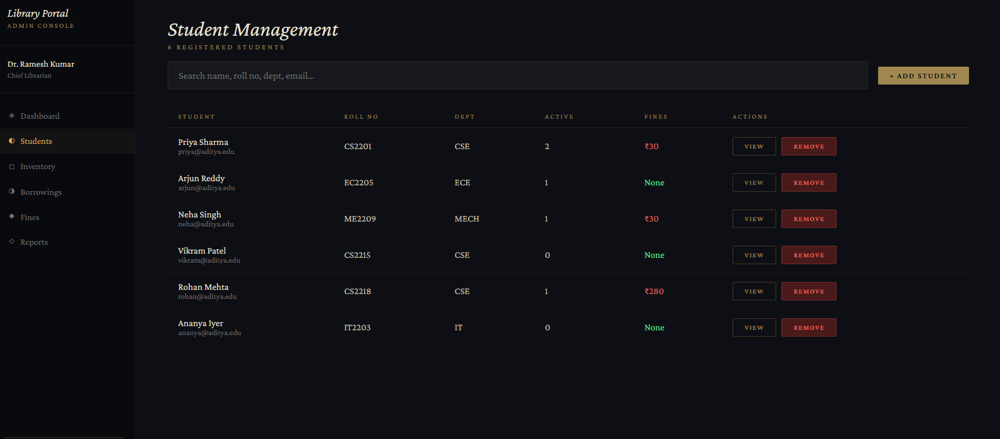 Library Portal
ADMIN CONSOLE
Dr. Ramesh Kumar
Chief Librarian
Dashboard
Students
Inventory
Borrowings
Fines
Reports
Student Management
6 REGISTERED STUDENTS
Search name, roll no, dept, email...
+ ADD STUDENT
STUDENT ROLL NO DEPT ACTIVE FINES ACTIONS
Priya Sharma
priya@aditya.edu
CS2201 CSE 2 ₹30 VIEW REMOVE
Arjun Reddy
arjun@aditya.edu
EC2205 ECE 1 None VIEW REMOVE
Neha Singh
neha@aditya.edu
ME2209 MECH 1 ₹30 VIEW REMOVE
Vikram Patel
vikram@aditya.edu
CS2215 CSE 0 None VIEW REMOVE
Rohan Mehta
rohan@aditya.edu
CS2218 CSE 1 ₹280 VIEW REMOVE
Ananya Iyer
ananya@aditya.edu
IT2203 IT 0 None VIEW REMOVE